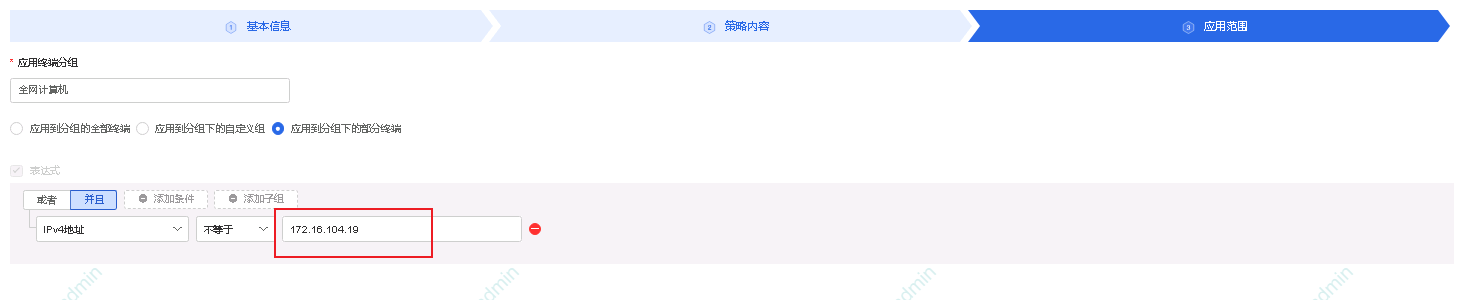 1 基本信息
2 策略内容
3 应用范围
* 应用终端分组
全网计算机
应用到分组的全部终端 应用到分组下的自定义组 应用到分组下的部分终端
表达式
或者 并且 添加条件 添加子组
IPv4地址 不等于 172.16.104.19
admin admin admin admin